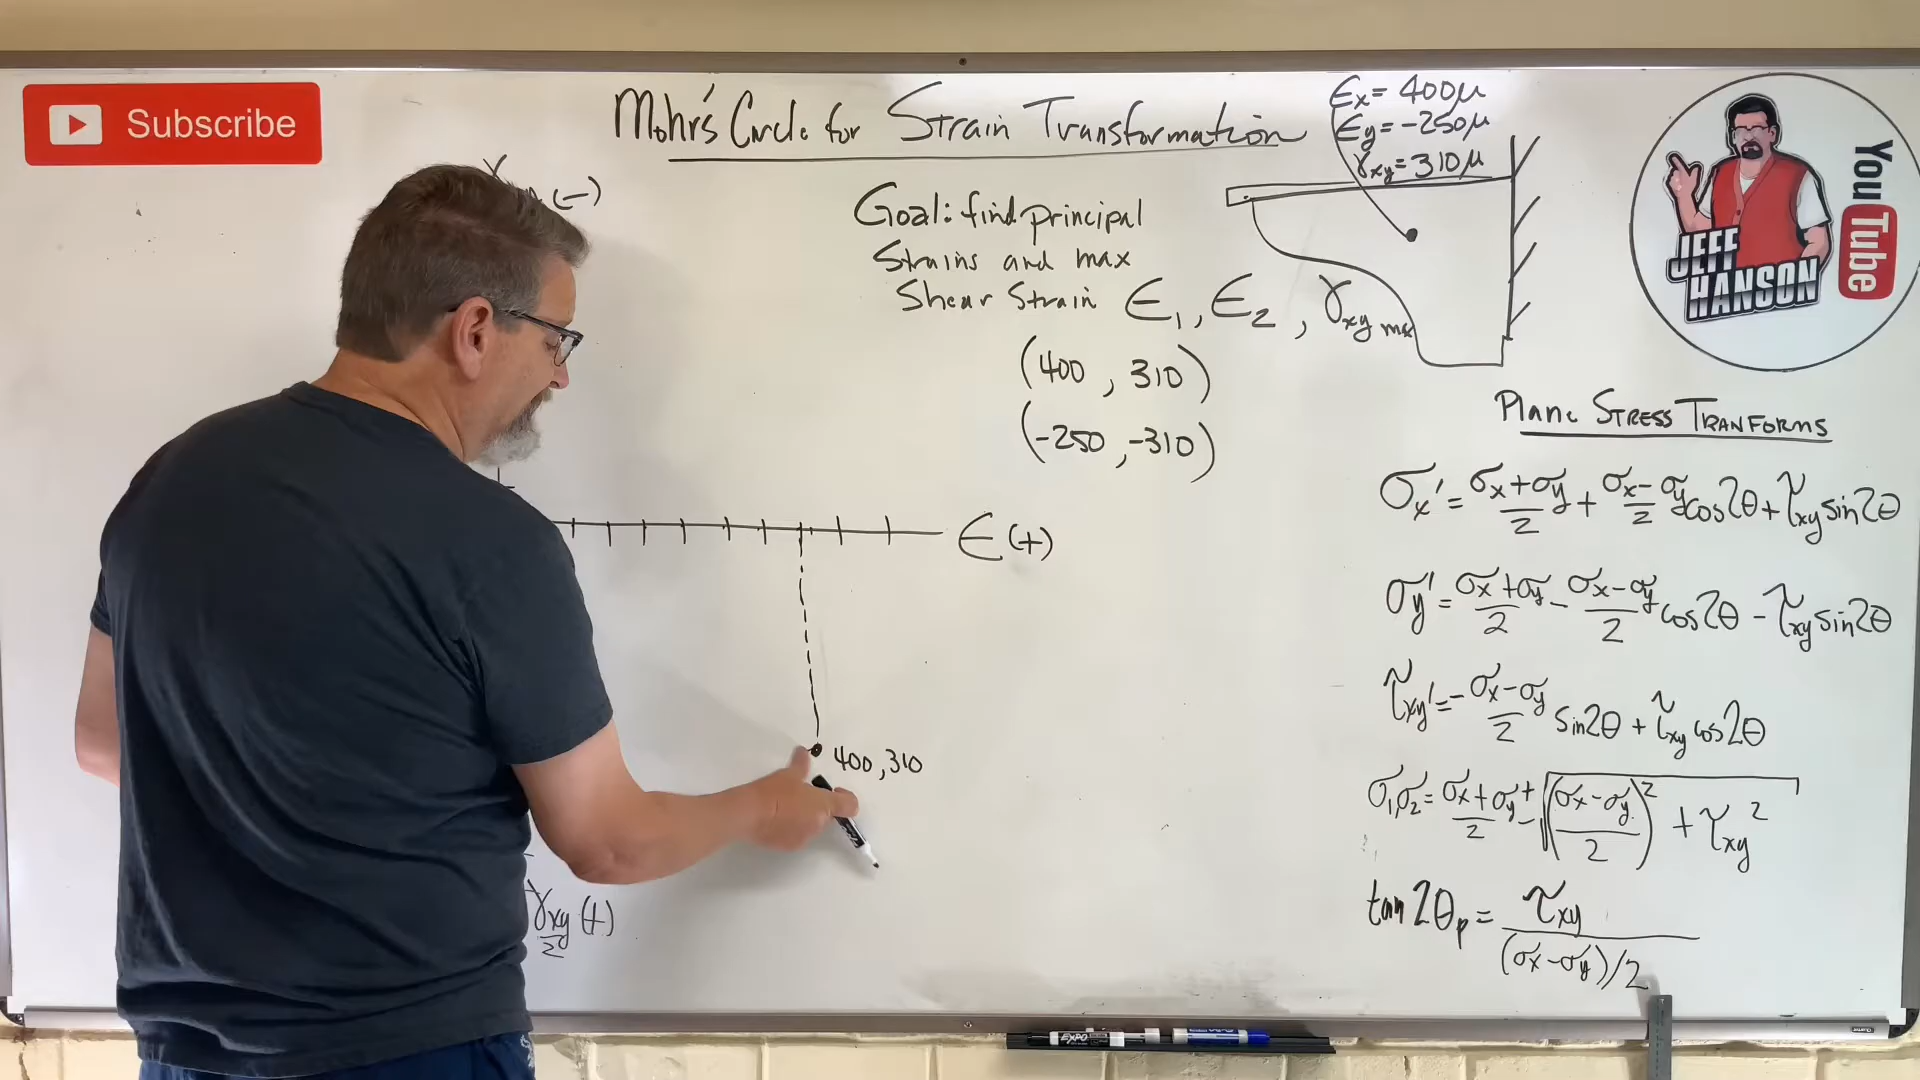 Subscribe
Mohr's Circle for Strain Transformation
Goal: find principal
Strains and max
Shear Strain ϵ₁, ϵ₂, γxy max
ϵx = 400μ
ϵy = -250μ
γxy = 310μ
JEFF
HANSON
YouTube
(400, 310)
(-250, -310)
(-)
ϵ(+)
400, 310
γxy/2 (+)
PLANE STRESS TRANFORMS
σx' = (σx+σy)/2 + (σx-σy)/2 cos2θ + τxy sin2θ
σy' = (σx+σy)/2 - (σx-σy)/2 cos2θ - τxy sin2θ
τxy' = -(σx-σy)/2 sin2θ + τxy cos2θ
σ1,σ2 = (σx+σy)/2 ± √(((σx-σy)/2)² + τxy²)
tan2θp = τxy/((σx-σy)/2)
EXPO